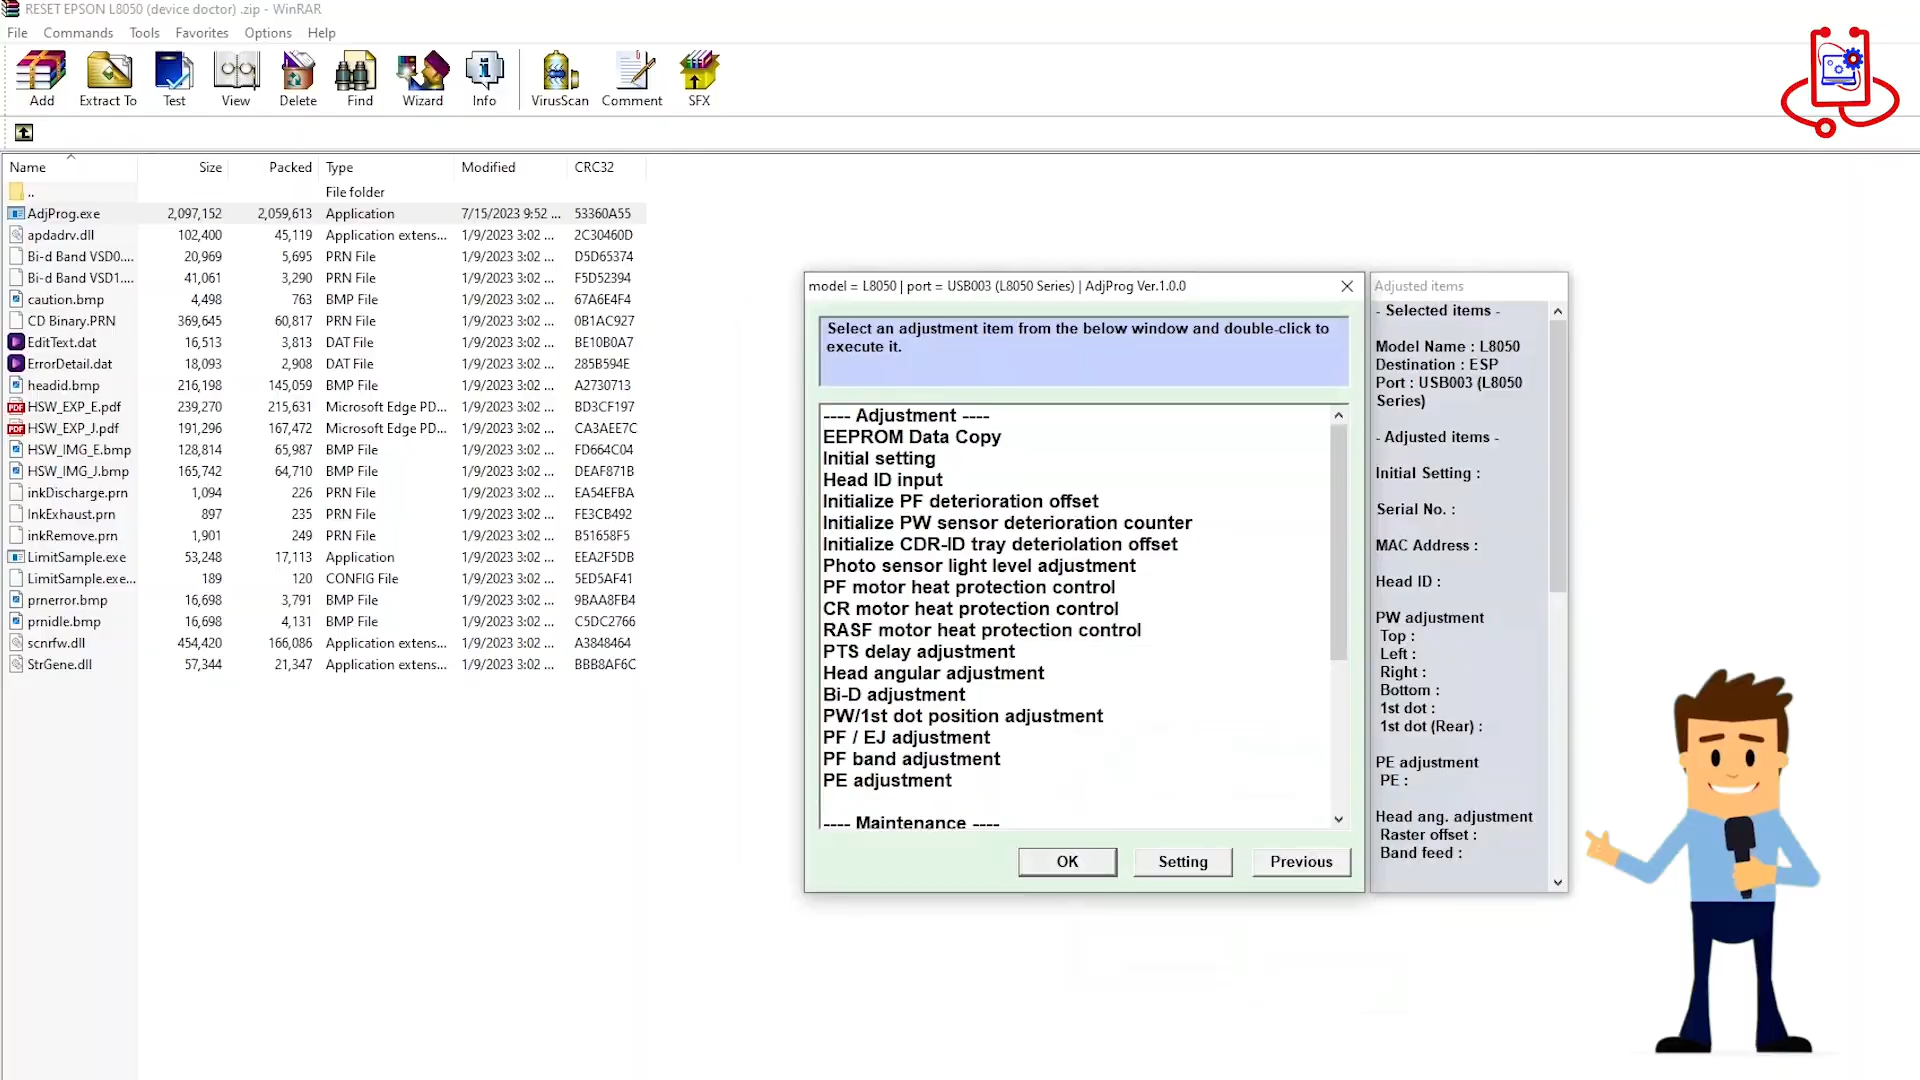 RESET EPSON L8050 (device doctor) .zip - WinRAR
File Commands Tools Favorites Options Help
Add Extract To Test View Delete Find Wizard Info VirusScan Comment SFX
Name Size Packed Type Modified CRC32
.. File folder
AdjProg.exe 2,097,152 2,059,613 Application 7/15/2023 9:52 ... 53360A55
apdadrv.dll 102,400 45,119 Application extens... 1/9/2023 3:02 ... 2C30460D
Bi-d Band VSD0.... 20,969 5,695 PRN File 1/9/2023 3:02 ... D5D65374
Bi-d Band VSD1.... 41,061 3,290 PRN File 1/9/2023 3:02 ... F5D52394
caution.bmp 4,498 763 BMP File 1/9/2023 3:02 ... 67A6E4F4
CD Binary.PRN 369,645 60,817 PRN File 1/9/2023 3:02 ... 0B1AC927
EditText.dat 16,513 3,813 DAT File 1/9/2023 3:02 ... BE10B0A7
ErrorDetail.dat 18,093 2,908 DAT File 1/9/2023 3:02 ... 285B594E
headid.bmp 216,198 145,059 BMP File 1/9/2023 3:02 ... A2730713
HSW_EXP_E.pdf 239,270 215,631 Microsoft Edge PD... 1/9/2023 3:02 ... BD3CF197
HSW_EXP_J.pdf 191,296 167,472 Microsoft Edge PD... 1/9/2023 3:02 ... CA3AEE7C
HSW_IMG_E.bmp 128,814 65,987 BMP File 1/9/2023 3:02 ... FD664C04
HSW_IMG_J.bmp 165,742 64,710 BMP File 1/9/2023 3:02 ... DEAF871B
inkDischarge.prn 1,094 226 PRN File 1/9/2023 3:02 ... EA54EFBA
InkExhaust.prn 897 235 PRN File 1/9/2023 3:02 ... FE3CB492
inkRemove.prn 1,901 249 PRN File 1/9/2023 3:02 ... B51658F5
LimitSample.exe 53,248 17,113 Application 1/9/2023 3:02 ... EEA2F5DB
LimitSample.exe... 189 120 CONFIG File 1/9/2023 3:02 ... 5ED5AF41
prnerror.bmp 16,698 3,791 BMP File 1/9/2023 3:02 ... 9BAA8FB4
prnidle.bmp 16,698 4,131 BMP File 1/9/2023 3:02 ... C5DC2766
scnrfw.dll 454,420 166,086 Application extens... 1/9/2023 3:02 ... A3848464
StrGene.dll 57,344 21,347 Application extens... 1/9/2023 3:02 ... BBB8AF6C
model = L8050 | port = USB003 (L8050 Series) | AdjProg Ver.1.0.0
Select an adjustment item from the below window and double-click to
execute it.
---- Adjustment ----
EEPROM Data Copy
Initial setting
Head ID input
Initialize PF deterioration offset
Initialize PW sensor deterioration counter
Initialize CDR-ID tray deteriolation offset
Photo sensor light level adjustment
PF motor heat protection control
CR motor heat protection control
RASF motor heat protection control
PTS delay adjustment
Head angular adjustment
Bi-D adjustment
PW/1st dot position adjustment
PF / EJ adjustment
PF band adjustment
PE adjustment
---- Maintenance ----
OK Setting Previous
Adjusted items
- Selected items -
Model Name : L8050
Destination : ESP
Port : USB003 (L8050
Series)
- Adjusted items -
Initial Setting :
Serial No. :
MAC Address :
Head ID :
PW adjustment
Top :
Left :
Right :
Bottom :
1st dot :
1st dot (Rear) :
PE adjustment
PE :
Head ang. adjustment
Raster offset :
Band feed :